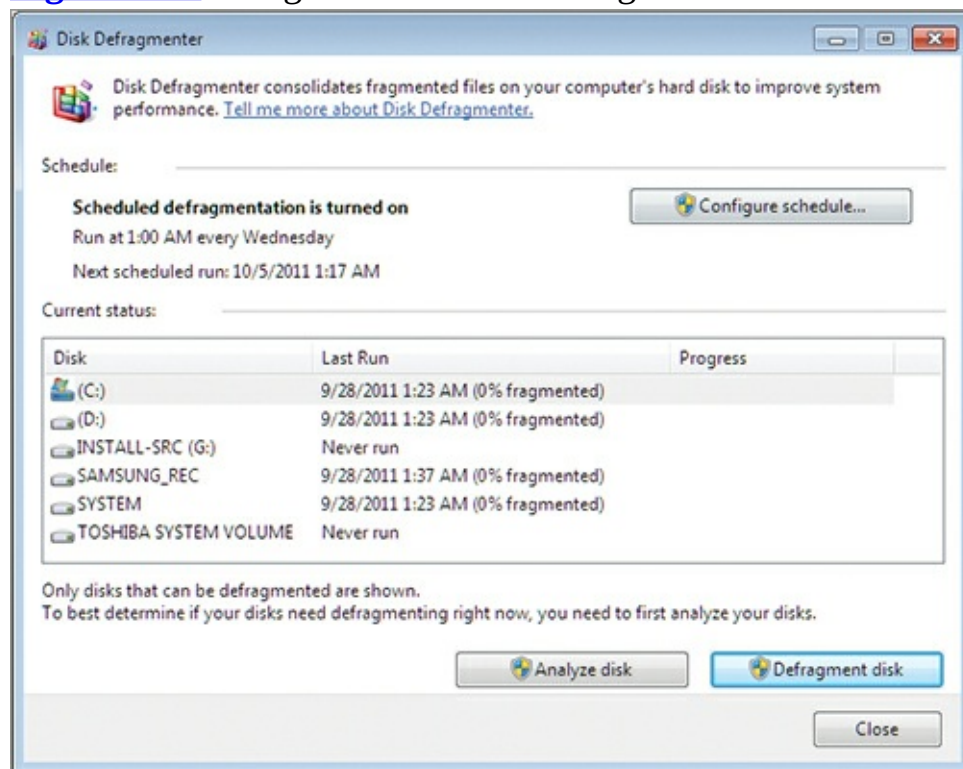 Disk Defragmenter
Disk Defragmenter consolidates fragmented files on your computer's hard disk to improve system
performance. Tell me more about Disk Defragmenter.
Schedule:
Scheduled defragmentation is turned on
Configure schedule...
Run at 1:00 AM every Wednesday
Next scheduled run: 10/5/2011 1:17 AM
Current status:
Disk Last Run Progress
(C:) 9/28/2011 1:23 AM (0% fragmented)
(D:) 9/28/2011 1:23 AM (0% fragmented)
INSTALL-SRC (G:) Never run
SAMSUNG_REC 9/28/2011 1:37 AM (0% fragmented)
SYSTEM 9/28/2011 1:23 AM (0% fragmented)
TOSHIBA SYSTEM VOLUME Never run
Only disks that can be defragmented are shown.
To best determine if your disks need defragmenting right now, you need to first analyze your disks.
Analyze disk Defragment disk
Close